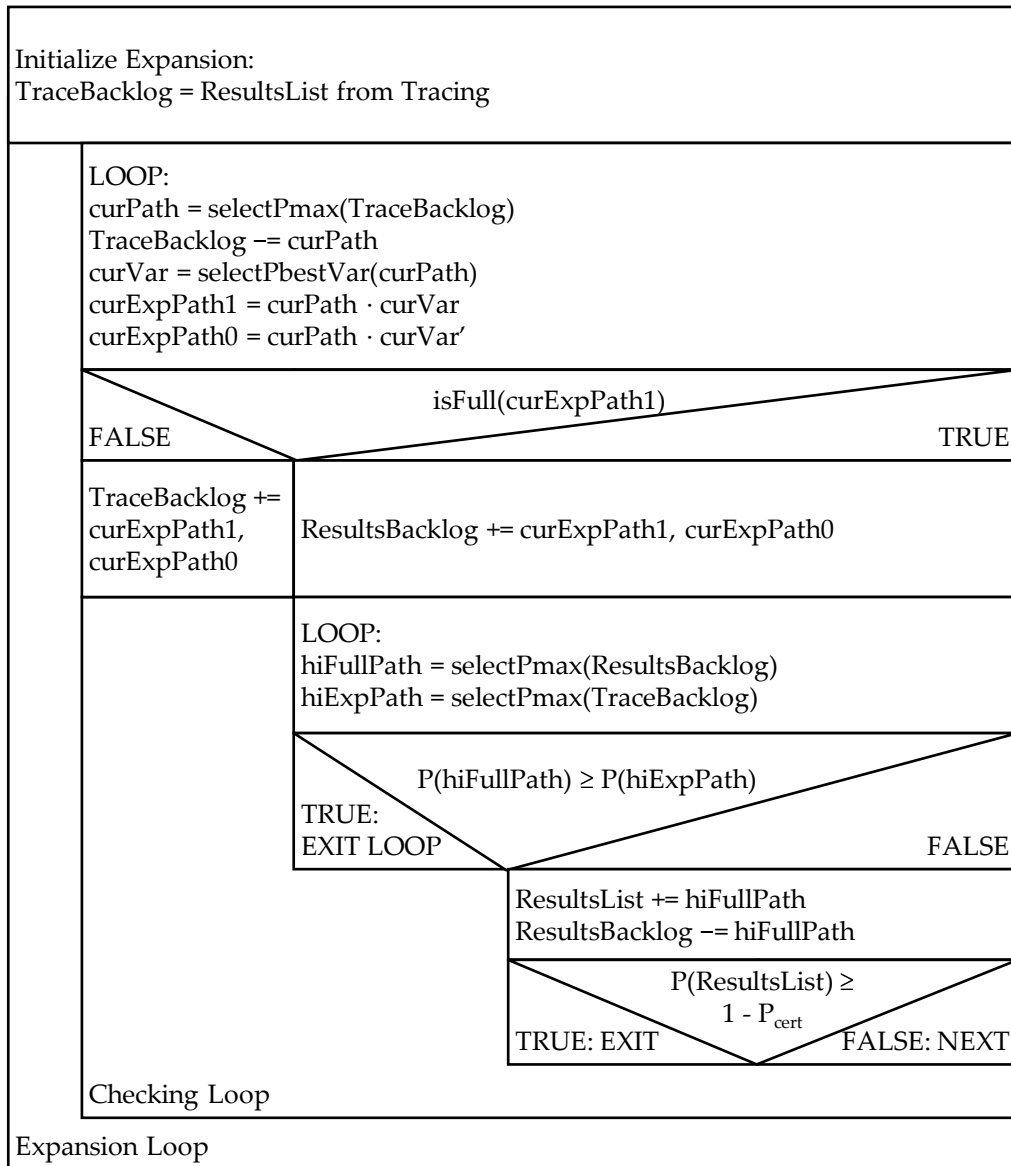 Initialize Expansion:
TraceBacklog = ResultsList from Tracing
LOOP:
curPath = selectPmax(TraceBacklog)
TraceBacklog −= curPath
curVar = selectPbestVar(curPath)
curExpPath1 = curPath · curVar
curExpPath0 = curPath · curVar’
isFull(curExpPath1)
FALSE
TRUE
TraceBacklog +=
curExpPath1,
curExpPath0
ResultsBacklog += curExpPath1, curExpPath0
LOOP:
hiFullPath = selectPmax(ResultsBacklog)
hiExpPath = selectPmax(TraceBacklog)
P(hiFullPath) ≥ P(hiExpPath)
TRUE:
EXIT LOOP
FALSE
ResultsList += hiFullPath
ResultsBacklog −= hiFullPath
P(ResultsList) ≥
1 - Pcert
TRUE: EXIT
FALSE: NEXT
Checking Loop
Expansion Loop